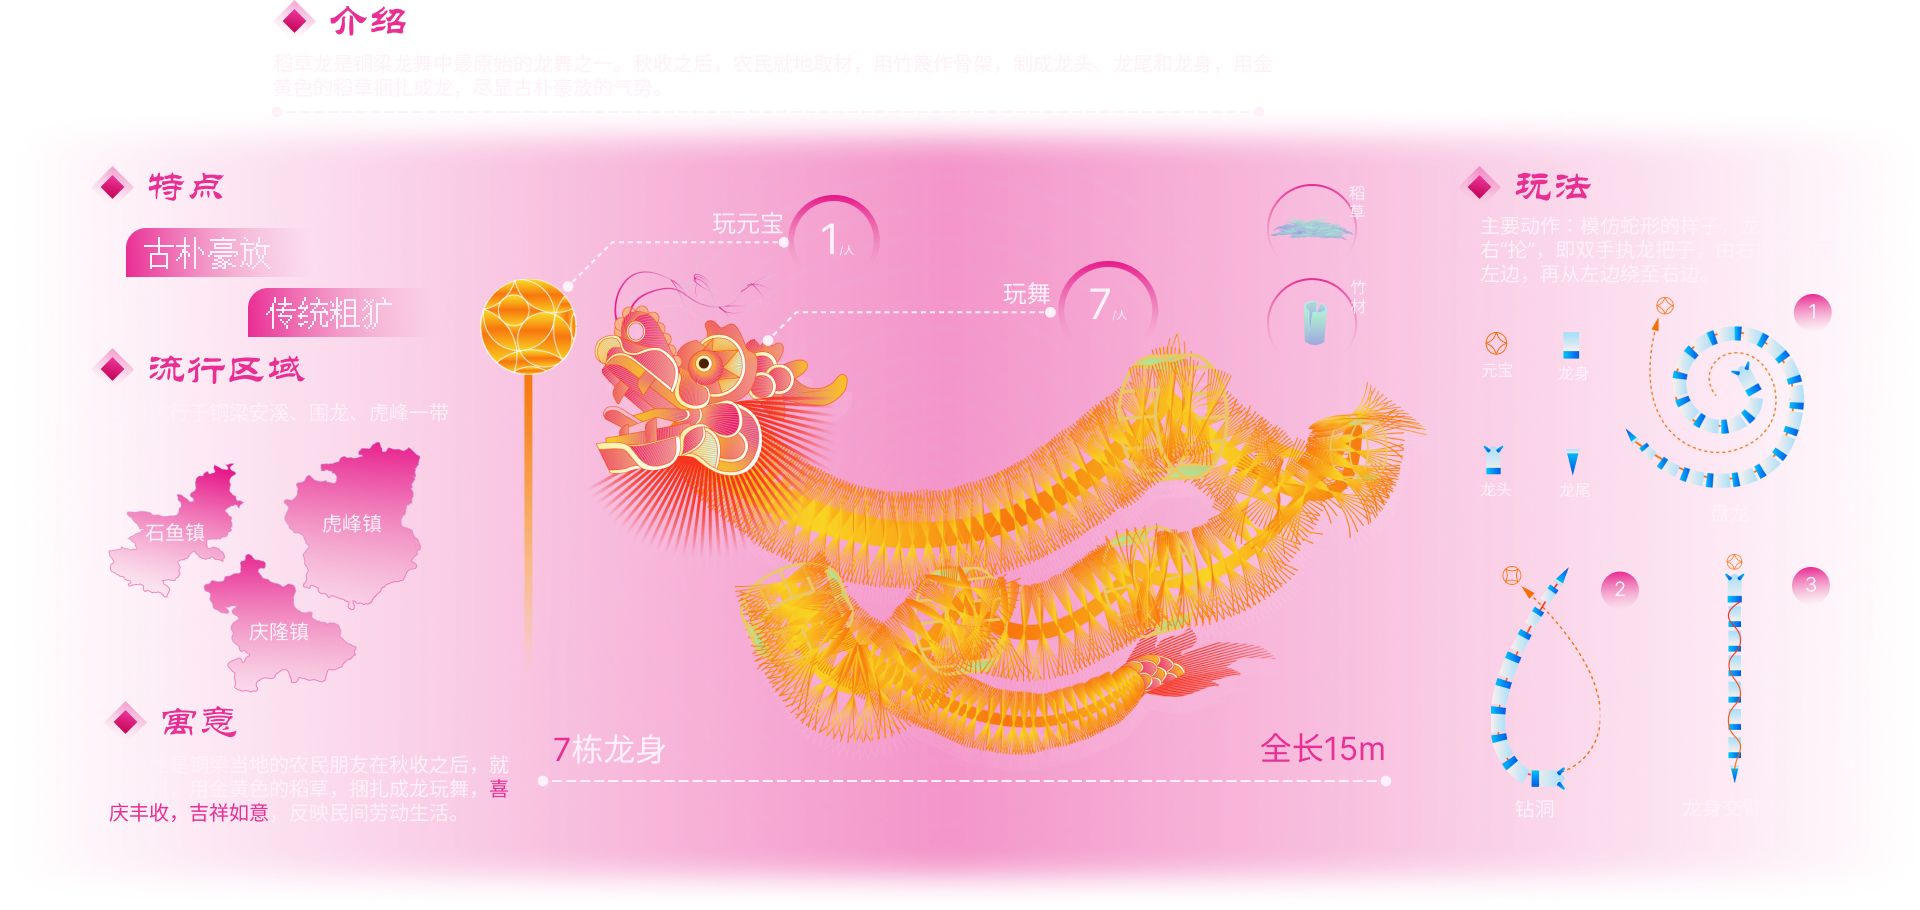 介绍
稻草龙是铜梁龙舞中最原始的龙舞之一。秋收之后，农民就地取材，用竹篾作骨架，制成龙头、龙尾和龙身，用金
黄色的稻草捆扎成龙，尽显古朴豪放的气势。
特点
古朴豪放
传统粗犷
流行区域
于铜梁安溪、围龙、虎峰一带
石鱼镇
虎峰镇
庆隆镇
寓意
是铜梁当地的农民朋友在秋收之后，就
用金黄色的稻草，捆扎成龙玩舞，喜
庆丰收，吉祥如意，反映民间劳动生活。
玩元宝
1/人
玩舞
7/人
稻草
竹材
7栋龙身
全长15m
玩法
主要动作：模仿蛇形的样子，
右“抡”，即双手执龙把子，由右
左边，再从左边绕至右边。
元宝
龙身
龙头
龙尾
1
盘龙
2
钻洞
3
龙身交